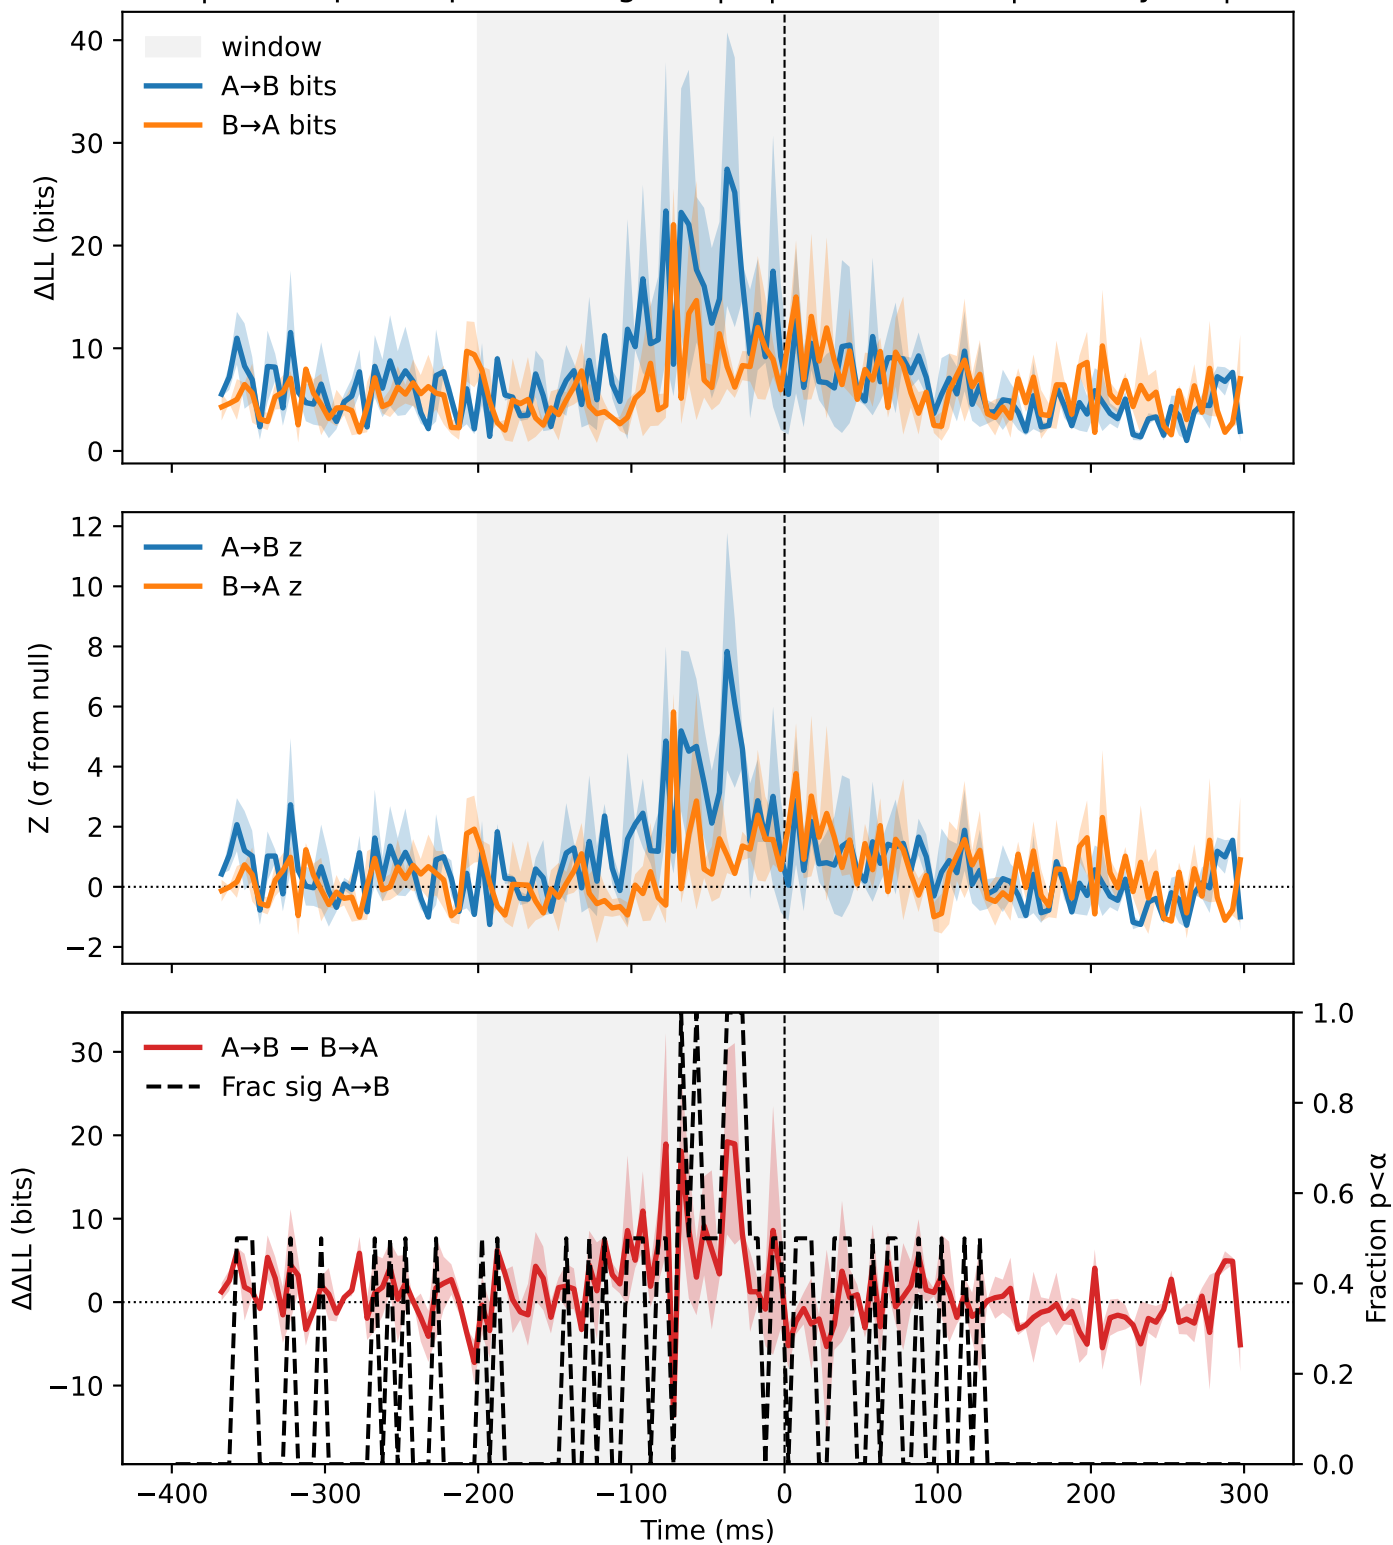 40
30
20
10
0
ΔLL (bits)
window
A→B bits
B→A bits
12
10
8
6
4
2
0
−2
Z (σ from null)
A→B z
B→A z
30
20
10
0
−10
ΔΔLL (bits)
A→B − B→A
Frac sig A→B
1.0
0.8
0.6
0.4
0.2
0.0
Fraction p<α
−400 −300 −200 −100 0 100 200 300
Time (ms)